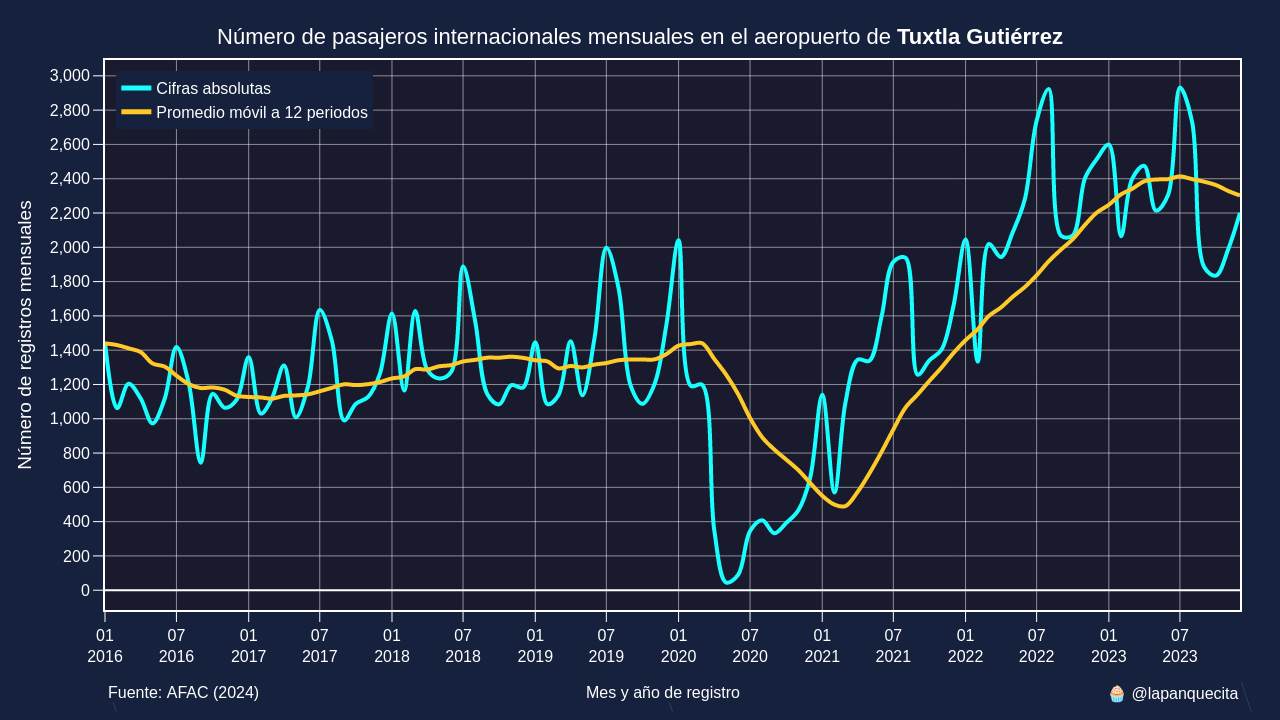 Número de pasajeros internacionales mensuales en el aeropuerto de Tuxtla Gutiérrez
Cifras absolutas
Promedio móvil a 12 periodos
Número de registros mensuales
3,000
2,800
2,600
2,400
2,200
2,000
1,800
1,600
1,400
1,200
1,000
800
600
400
200
0
01 07 01 07 01 07 01 07 01 07 01 07 01 07 01 07
2016 2016 2017 2017 2018 2018 2019 2019 2020 2020 2021 2021 2022 2022 2023 2023
Fuente: AFAC (2024)
Mes y año de registro
🧁 @lapanquecita